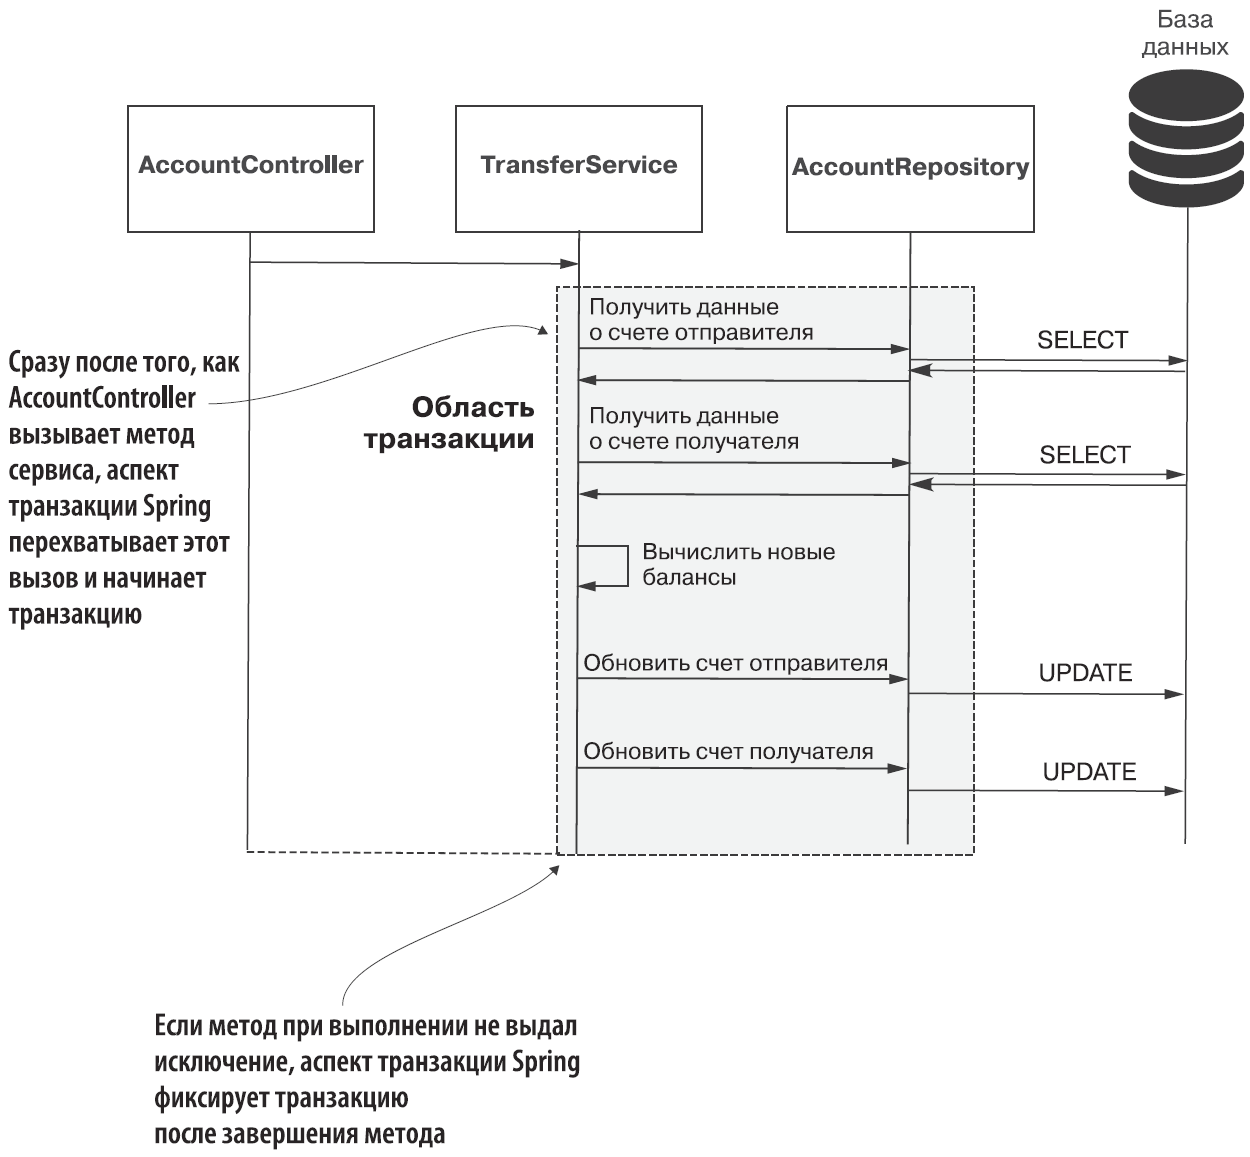 База
данных
AccountController
TransferService
AccountRepository
Получить данные
о счете отправителя
SELECT
Сразу после того, как
AccountController
вызывает метод
сервиса, аспект
транзакции Spring
перехватывает этот
вызов и начинает
транзакцию
Область
транзакции
Получить данные
о счете получателя
SELECT
Вычислить новые
балансы
Обновить счет отправителя
UPDATE
Обновить счет получателя
UPDATE
Если метод при выполнении не выдал
исключение, аспект транзакции Spring
фиксирует транзакцию
после завершения метода